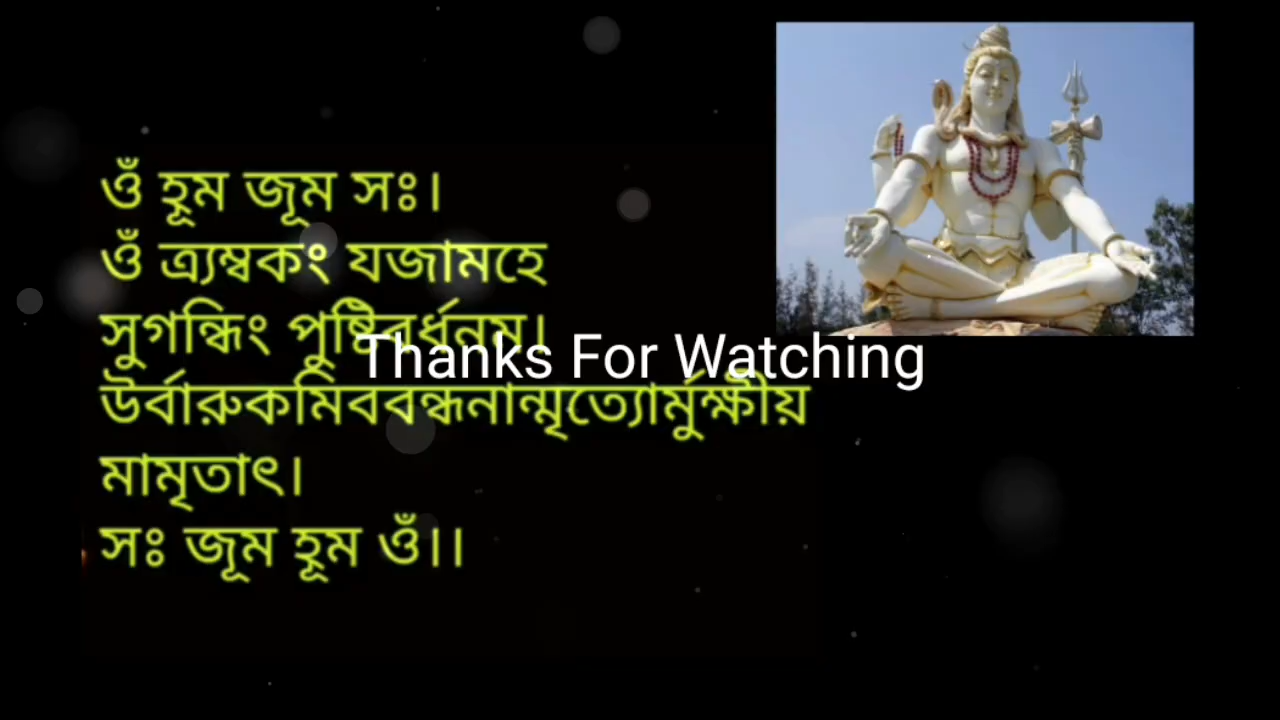 ওঁ হূম জূম সঃ।
ওঁ ত্র্যম্বকং যজামহে
সুগন্ধিং পুষ্টিবর্ধনম।
Thanks For Watching
উর্বারুকমিববন্ধনান্মৃত্যোর্মুক্ষীয়
মামৃতাৎ।
সঃ জূম হূম ওঁ।।